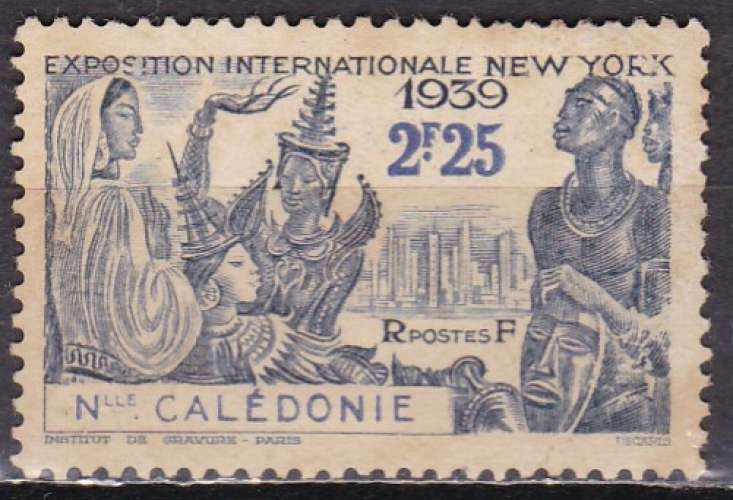 EXPOSITION INTERNATIONALE NEW YORK
1939
2F.25
R POSTES F
NLLE. CALÉDONIE
INSTITUT DE GRAVURE - PARIS